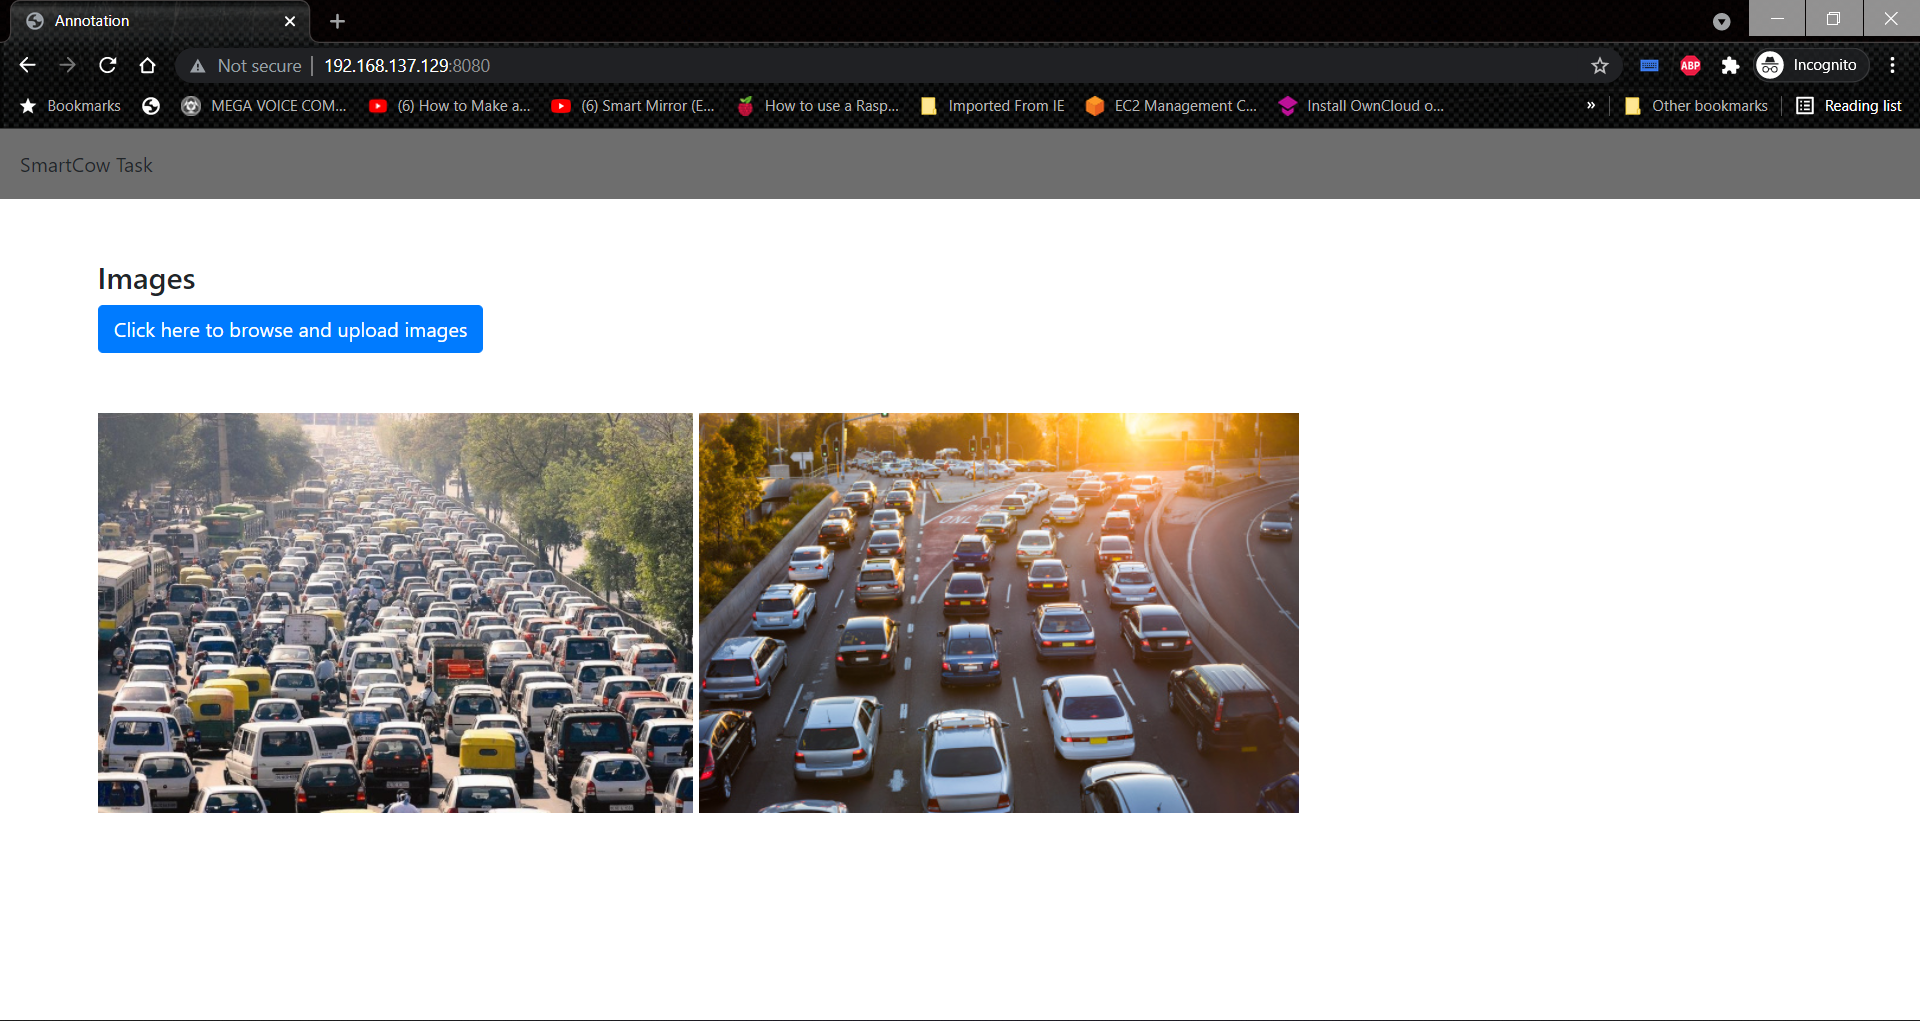 Annotation
Not secure 192.168.137.129:8080
ABP
Incognito
Bookmarks
MEGA VOICE COM...
(6) How to Make a...
(6) Smart Mirror (E...
How to use a Rasp...
Imported From IE
EC2 Management C...
Install OwnCloud o...
»
Other bookmarks
Reading list
SmartCow Task
Images
Click here to browse and upload images
ONL